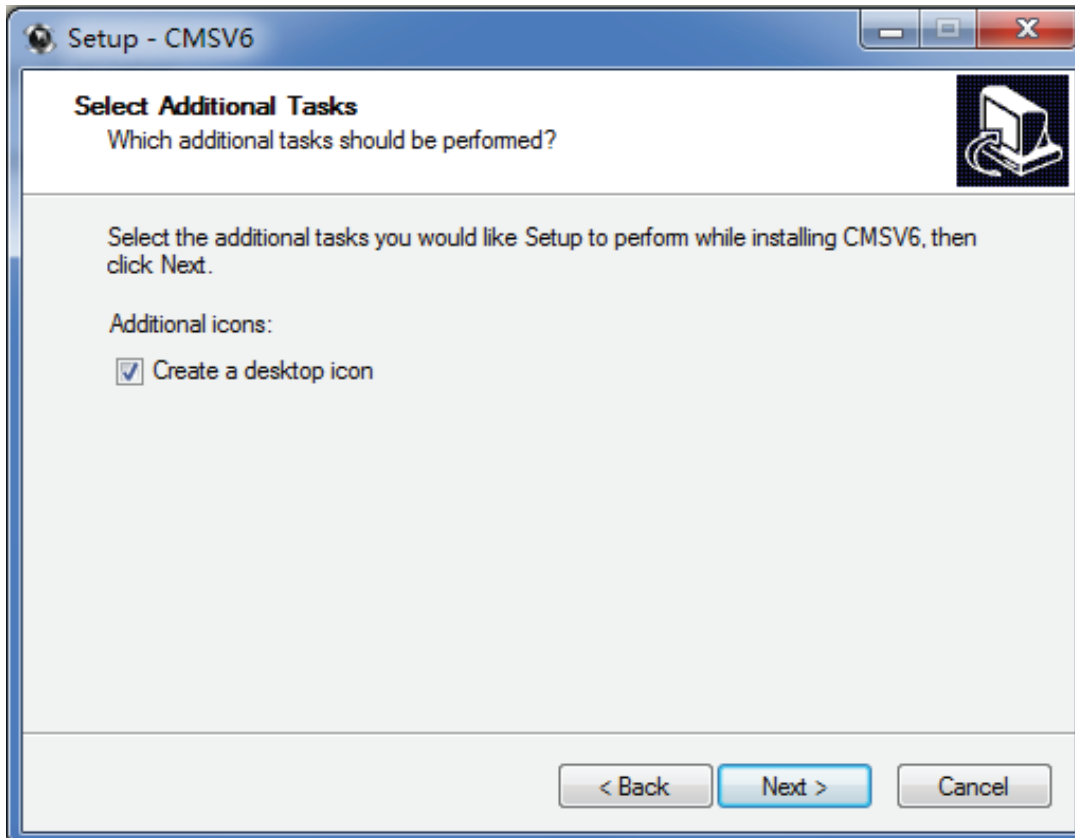 Setup - CMSV6
Select Additional Tasks
Which additional tasks should be performed?
Select the additional tasks you would like Setup to perform while installing CMSV6, then
click Next.
Additional icons:
Create a desktop icon
< Back
Next >
Cancel